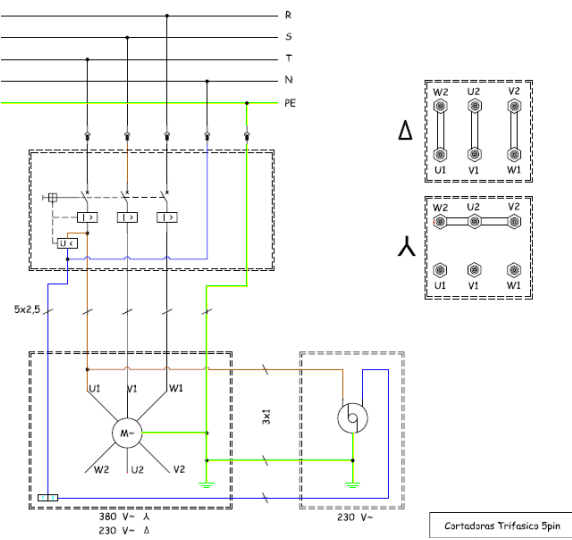 R
S
T
N
PE
I >
I >
I >
U <
5x2,5
U1
V1
W1
M~
W2
U2
V2
3x1
380 V~ ⅄
230 V~ Δ
230 V~
Δ
W2 U2 V2
U1 V1 W1
⅄
W2 U2 V2
U1 V1 W1
Cortadoras Trifasico 5pin